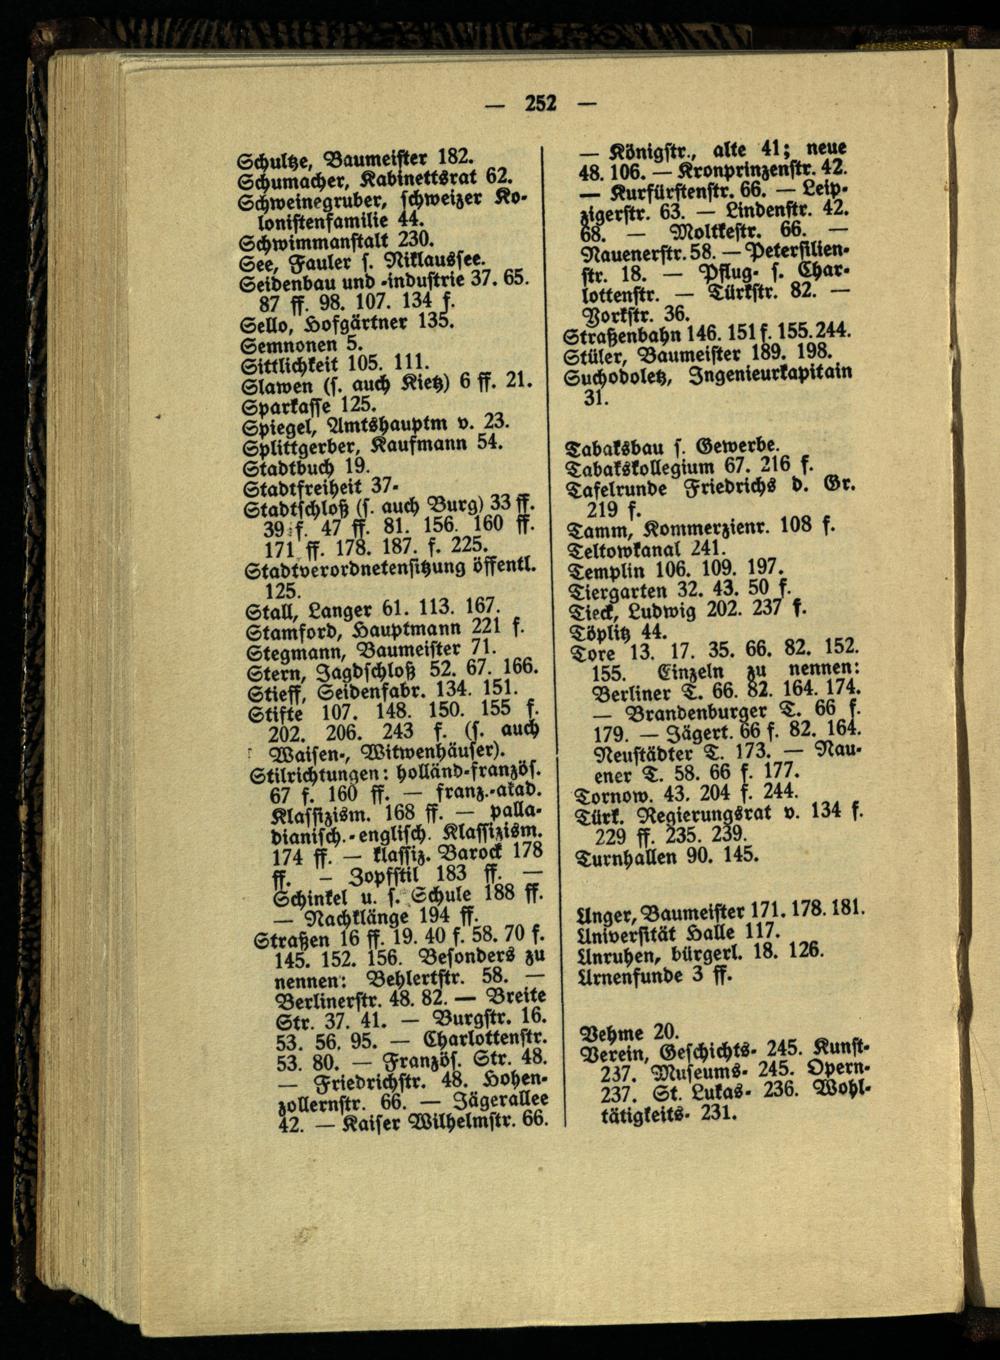 — 252 —
Schultze, Baumeister 182.
Schumacher, Kabinettsrat 62.
Schweinegruber, schweizer Ko-
lonistenfamilie 44.
Schwimmanstalt 230.
See, Fauler s. Niklaussee.
Seidenbau und -industrie 37. 65.
87 ff. 98. 107. 134 f.
Sello, Hofgärtner 135.
Semnonen 5.
Sittlichkeit 105. 111.
Slawen (s. auch Kietz) 6 ff. 21.
Sparkasse 125.
Spiegel, Amtshauptm v. 23.
Splittgerber, Kaufmann 54.
Stadtbuch 19.
Stadtfreiheit 37.
Stadtschloß (s. auch Burg) 33 ff.
39 f. 47 ff. 81. 156. 160 ff.
171 ff. 178. 187. f. 225.
Stadtverordnetensitzung öffentl.
125.
Stall, Langer 61. 113. 167.
Stamford, Hauptmann 221 f.
Stegmann, Baumeister 71.
Stern, Jagdschloß 52. 67. 166.
Stieff, Seidenfabr. 134. 151.
Stifte 107. 148. 150. 155 f.
202. 206. 243 f. (s. auch
Waisen-, Witwenhäuser).
Stilrichtungen: holländ-französ.
67 f. 160 ff. — franz.-akad.
Klassizism. 168 ff. — palla-
dianisch.-englisch. Klassizism.
174 ff. — klassiz. Barock 178
ff. — Zopfstil 183 ff. —
Schinkel u. s. Schule 188 ff.
— Nachklänge 194 ff.
Straßen 16 ff. 19. 40 f. 58. 70 f.
145. 152. 156. Besonders zu
nennen: Behlertstr. 58. —
Berlinerstr. 48. 82. — Breite
Str. 37. 41. — Burgstr. 16.
53. 56. 95. — Charlottenstr.
53. 80. — Französ. Str. 48.
— Friedrichstr. 48. Hohen-
zollernstr. 66. — Jägerallee
42. — Kaiser Wilhelmstr. 66.
— Königstr., alte 41; neue
48. 106. — Kronprinzenstr. 42.
— Kurfürstenstr. 66. — Leip-
zigerstr. 63. — Lindenstr. 42.
68. — Moltkestr. 66. —
Nauenerstr. 58. — Petersilien-
str. 18. — Pflug- s. Char-
lottenstr. — Türkstr. 82. —
Yorkstr. 36.
Straßenbahn 146. 151 f. 155. 244.
Stüler, Baumeister 189. 198.
Suchodoletz, Ingenieurkapitain
31.
Tabaksbau s. Gewerbe.
Tabakskollegium 67. 216 f.
Tafelrunde Friedrichs d. Gr.
219 f.
Tamm, Kommerzienr. 108 f.
Teltowkanal 241.
Templin 106. 109. 197.
Tiergarten 32. 43. 50 f.
Tieck, Ludwig 202. 237 f.
Töplitz 44.
Tore 13. 17. 35. 66. 82. 152.
155. Einzeln zu nennen:
Berliner T. 66. 82. 164. 174.
— Brandenburger T. 66 f.
179. — Jägert. 66 f. 82. 164.
Neustädter T. 173. — Nau-
ener T. 58. 66 f. 177.
Tornow. 43. 204 f. 244.
Türk. Regierungsrat v. 134 f.
229 ff. 235. 239.
Turnhallen 90. 145.
Unger, Baumeister 171. 178. 181.
Universität Halle 117.
Unruhen, bürgerl. 18. 126.
Urnenfunde 3 ff.
Vehme 20.
Verein, Geschichts- 245. Kunst-
237. Museums- 245. Opern-
237. St. Lukas- 236. Wohl-
tätigkeits- 231.